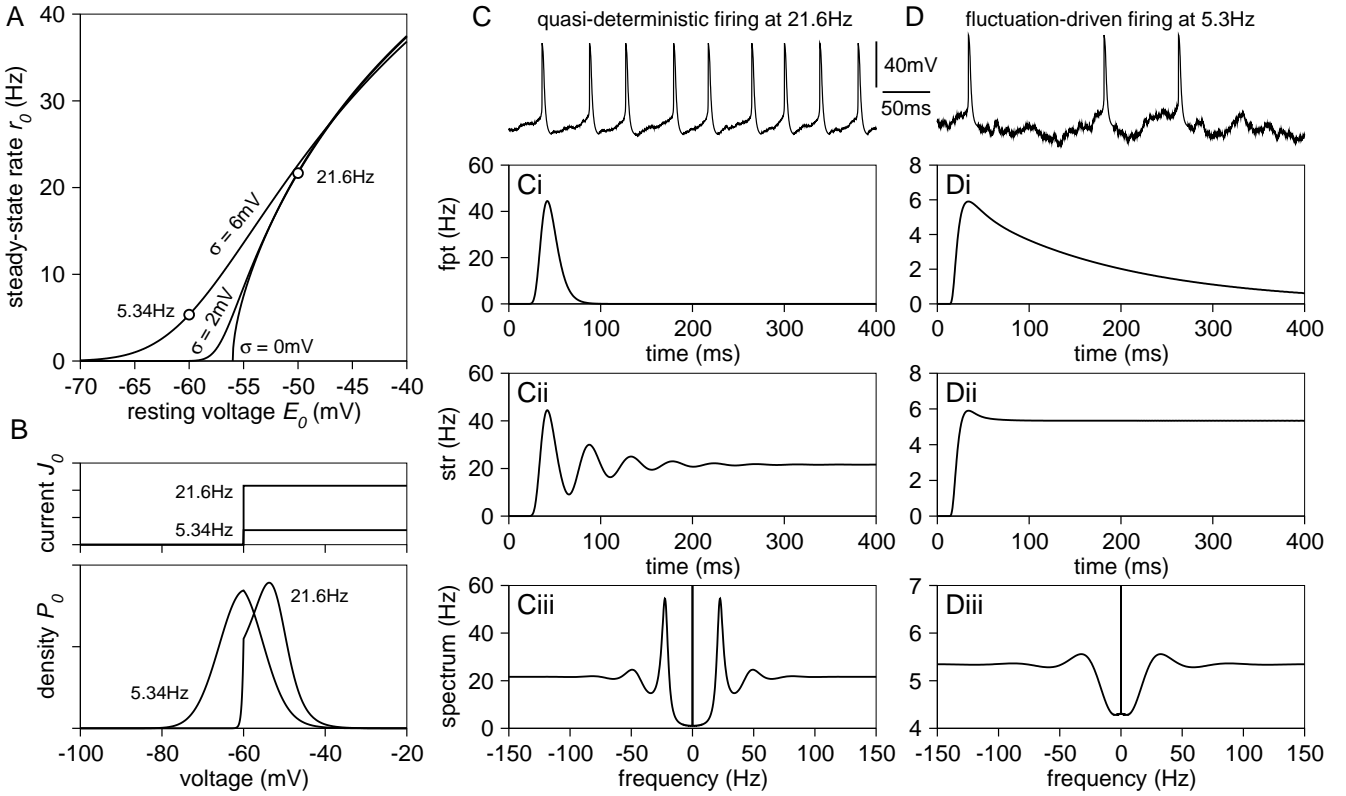 A
steady-state rate r0 (Hz)
40
30
20
10
0
σ = 6mV
σ = 2mV
σ = 0mV
21.6Hz
5.34Hz
-70 -65 -60 -55 -50 -45 -40
resting voltage E0 (mV)
B
current J0
21.6Hz
5.34Hz
density P0
21.6Hz
5.34Hz
-100 -80 -60 -40 -20
voltage (mV)
C quasi-deterministic firing at 21.6Hz
40mV
50ms
Ci
fpt (Hz)
60
40
20
0
0 100 200 300 400
time (ms)
Cii
str (Hz)
60
40
20
0
0 100 200 300 400
time (ms)
Ciii
spectrum (Hz)
60
40
20
0
-150 -100 -50 0 50 100 150
frequency (Hz)
D fluctuation-driven firing at 5.3Hz
Di
8
6
4
2
0
0 100 200 300 400
time (ms)
Dii
8
6
4
2
0
0 100 200 300 400
time (ms)
Diii
7
6
5
4
-150 -100 -50 0 50 100 150
frequency (Hz)